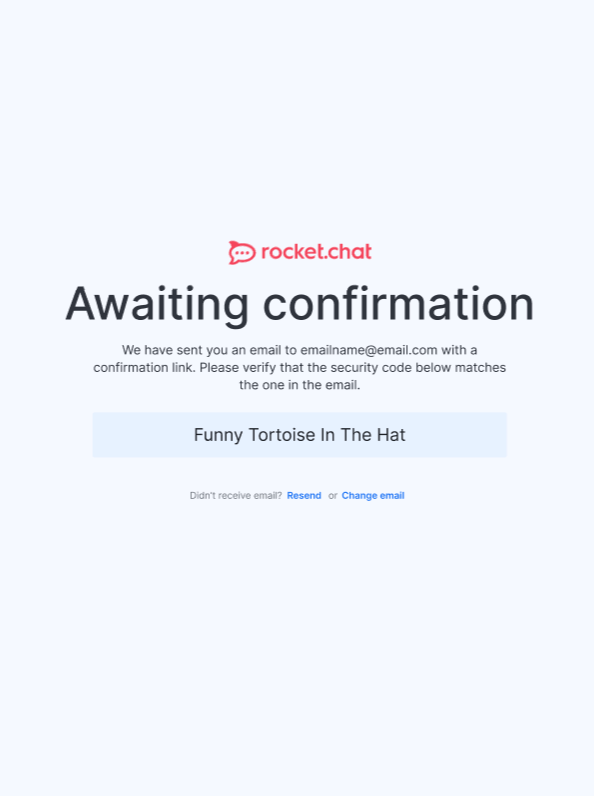 rocket.chat
Awaiting confirmation
We have sent you an email to emailname@email.com with a
confirmation link. Please verify that the security code below matches
the one in the email.
Funny Tortoise In The Hat
Didn't receive email? Resend or Change email